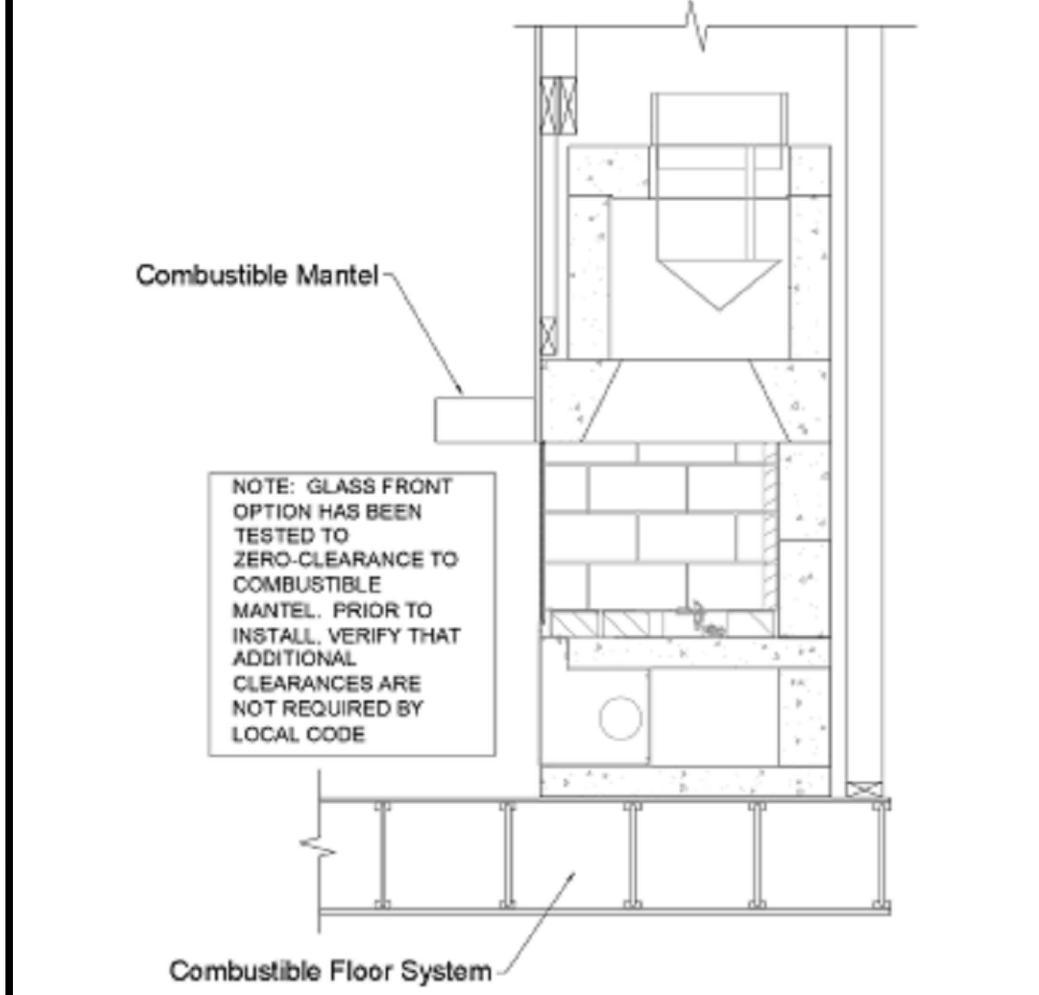 Combustible Mantel
NOTE: GLASS FRONT
OPTION HAS BEEN
TESTED TO
ZERO-CLEARANCE TO
COMBUSTIBLE
MANTEL. PRIOR TO
INSTALL, VERIFY THAT
ADDITIONAL
CLEARANCES ARE
NOT REQUIRED BY
LOCAL CODE
Combustible Floor System